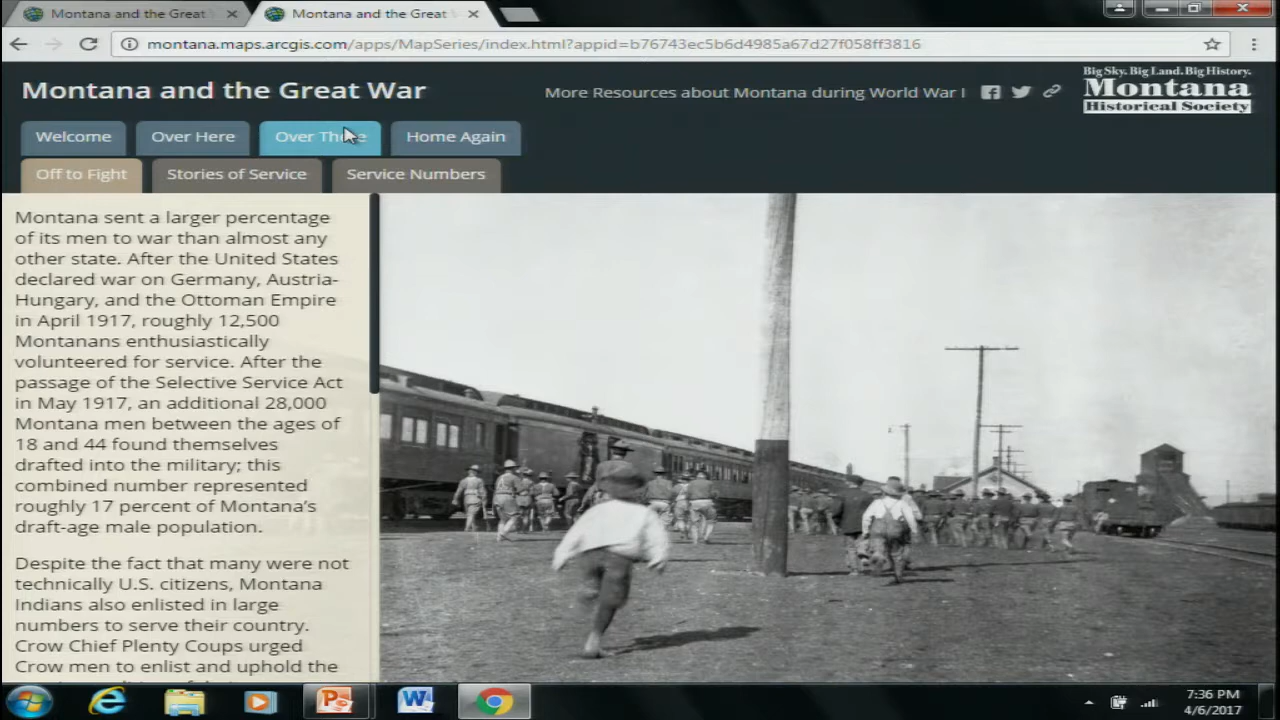 Montana and the Great
Montana and the Great
montana.maps.arcgis.com/apps/MapSeries/index.html?appid=b76743ec5b6d4985a67d27f058ff3816
Montana and the Great War
More Resources about Montana during World War I
Big Sky. Big Land. Big History.
Montana
Historical Society
Welcome
Over Here
Over
Home Again
Off to Fight
Stories of Service
Service Numbers
Montana sent a larger percentage
of its men to war than almost any
other state. After the United States
declared war on Germany, Austria-
Hungary, and the Ottoman Empire
in April 1917, roughly 12,500
Montanans enthusiastically
volunteered for service. After the
passage of the Selective Service Act
in May 1917, an additional 28,000
Montana men between the ages of
18 and 44 found themselves
drafted into the military; this
combined number represented
roughly 17 percent of Montana's
draft-age male population.
Despite the fact that many were not
technically U.S. citizens, Montana
Indians also enlisted in large
numbers to serve their country.
Crow Chief Plenty Coups urged
Crow men to enlist and uphold the
7:36 PM
4/6/2017